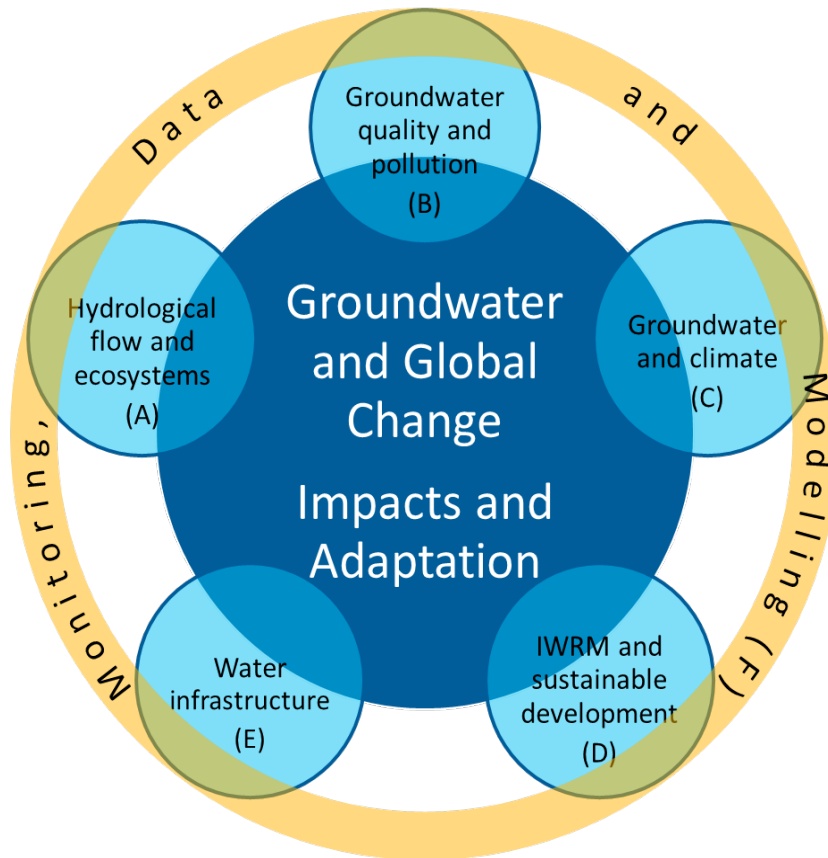 Monitoring, Data and Modelling (F)
Groundwater
quality and
pollution
(B)
Hydrological
flow and
ecosystems
(A)
Groundwater
and climate
(C)
Groundwater
and Global
Change
Impacts and
Adaptation
Water
infrastructure
(E)
IWRM and
sustainable
development
(D)